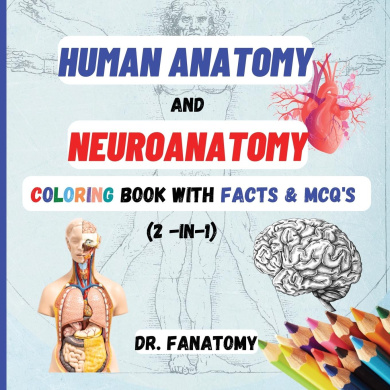 HUMAN ANATOMY
AND
NEUROANATOMY
COLORING BOOK WITH FACTS & MCQ'S
(2 -IN-1)
DR. FANATOMY